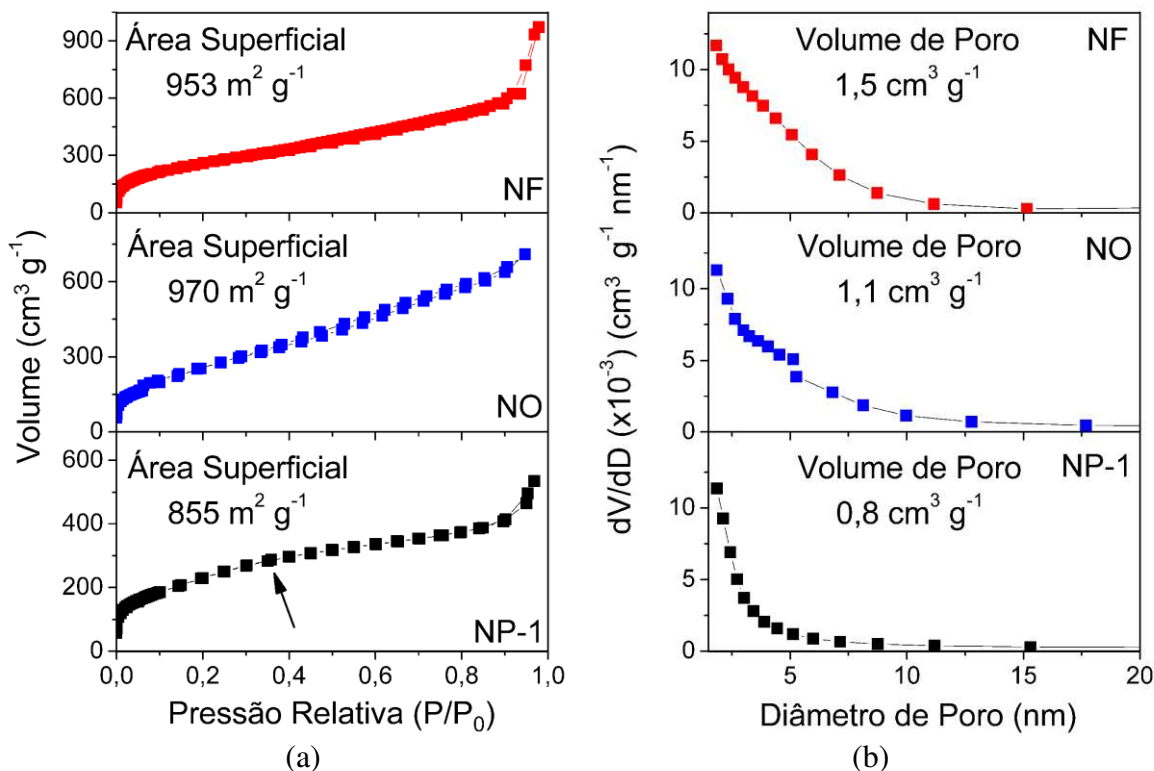 Área Superficial
953 m² g⁻¹
NF
900
600
300
0
Área Superficial
970 m² g⁻¹
NO
600
300
0
Área Superficial
855 m² g⁻¹
NP-1
600
400
200
0
Volume (cm³ g⁻¹)
0,0 0,2 0,4 0,6 0,8 1,0
Pressão Relativa (P/P₀)
(a)
Volume de Poro
1,5 cm³ g⁻¹
NF
10
5
0
Volume de Poro
1,1 cm³ g⁻¹
NO
10
5
0
Volume de Poro
0,8 cm³ g⁻¹
NP-1
10
5
0
dV/dD (x10⁻³) (cm³ g⁻¹ nm⁻¹)
5 10 15 20
Diâmetro de Poro (nm)
(b)